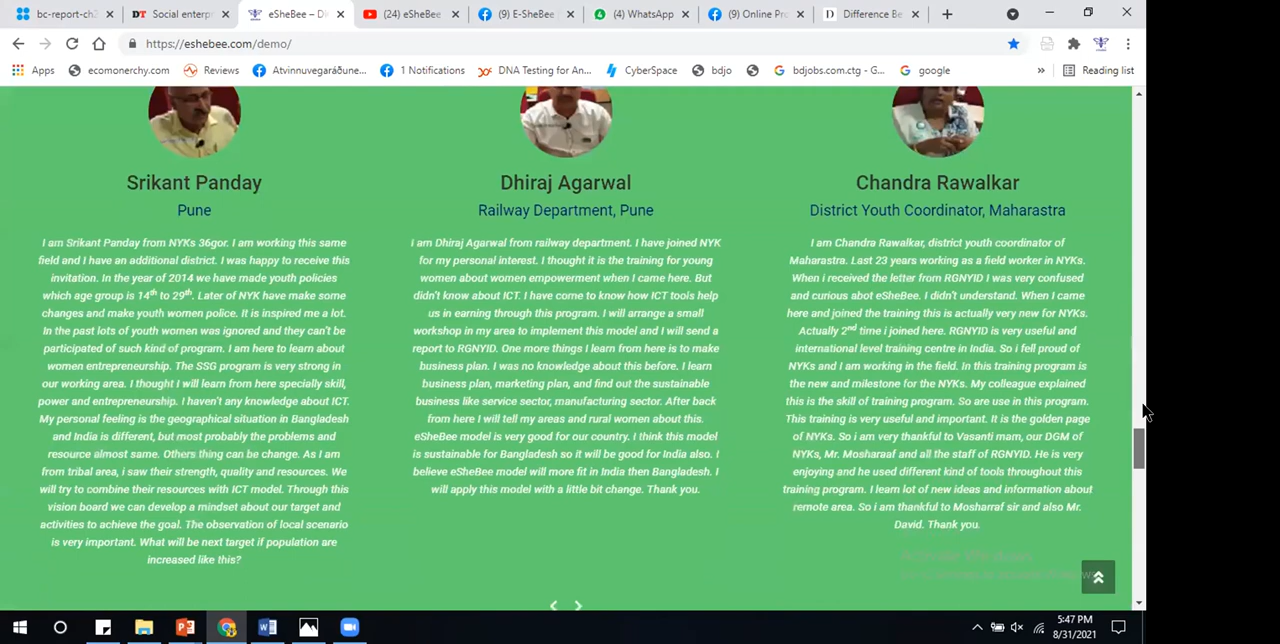 bc-report-ch3
Social enterp
eSheBee – Di
(24) eSheBee
(9) E-SheBee
(4) WhatsApp
(9) Online Pro
Difference Be
https://eshebee.com/demo/
Apps
ecomonerchy.com
Reviews
Atvinnuvegaráðune...
1 Notifications
DNA Testing for An...
CyberSpace
bdjo
bdjobs.com.ctg - G...
google
»
Reading list
Srikant Panday
Pune
I am Srikant Panday from NYKs 36gor. I am working this same
field and I have an additional district. I was happy to receive this
invitation. In the year of 2014 we have made youth policies
which age group is 14th to 29th. Later of NYK have make some
changes and make youth women police. It is inspired me a lot.
In the past lots of youth women was ignored and they can't be
participated of such kind of program. I am here to learn about
women entrepreneurship. The SSG program is very strong in
our working area. I thought I will learn from here specially skill,
power and entrepreneurship. I haven't any knowledge about ICT.
My personal feeling is the geographical situation in Bangladesh
and India is different, but most probably the problems and
resource almost same. Others thing can be change. As I am
from tribal area, i saw their strength, quality and resources. We
will try to combine their resources with ICT model. Through this
vision board we can develop a mindset about our target and
activities to achieve the goal. The observation of local scenario
is very important. What will be next target if population are
increased like this?
Dhiraj Agarwal
Railway Department, Pune
I am Dhiraj Agarwal from railway department. I have joined NYK
for my personal interest. I thought it is the training for young
women about women empowerment when I came here. But
didn't know about ICT. I have come to know how ICT tools help
us in earning through this program. I will arrange a small
workshop in my area to implement this model and I will send a
report to RGNYID. One more things I learn from here is to make
business plan. I was no knowledge about this before. I learn
business plan, marketing plan, and find out the sustainable
business like service sector, manufacturing sector. After back
from here I will tell my areas and rural women about this.
eSheBee model is very good for our country. I think this model
is sustainable for Bangladesh so it will be good for India also. I
believe eSheBee model will more fit in India then Bangladesh. I
will apply this model with a little bit change. Thank you.
Chandra Rawalkar
District Youth Coordinator, Maharastra
I am Chandra Rawalkar, district youth coordinator of
Maharastra. Last 23 years working as a field worker in NYKs.
When i received the letter from RGNYID I was very confused
and curious abot eSheBee. I didn't understand. When I came
here and joined the training this is actually very new for NYKs.
Actually 2nd time i joined here. RGNYID is very useful and
international level training centre in India. So i fell proud of
NYKs and I am working in the field. In this training program is
the new and milestone for the NYKs. My colleague explained
this is the skill of training program. So are use in this program.
This training is very useful and important. It is the golden page
of NYKs. So i am very thankful to Vasanti mam, our DGM of
NYKs, Mr. Mosharaaf and all the staff of RGNYID. He is very
enjoying and he used different kind of tools throughout this
training program. I learn lot of new ideas and information about
remote area. So i am thankful to Mosharraf sir and also Mr.
David. Thank you.
5:47 PM
8/31/2021